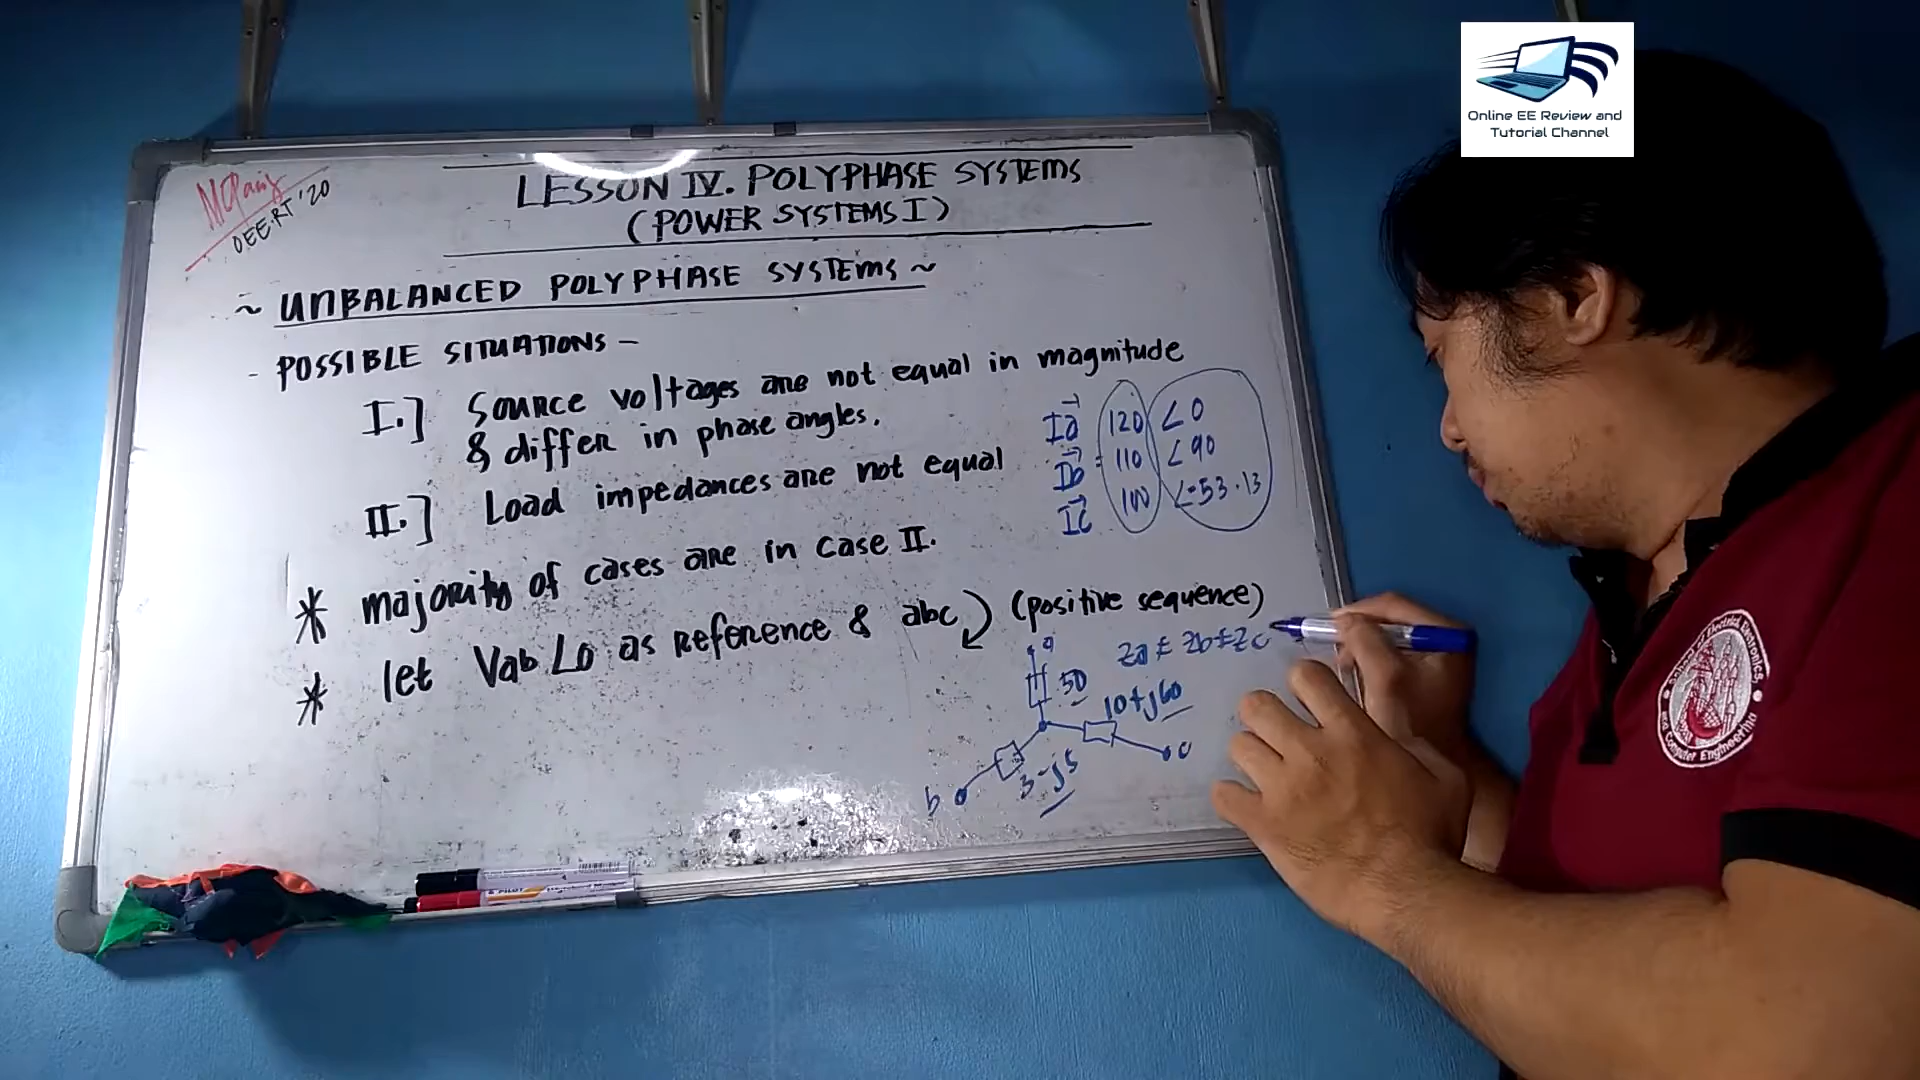 Online EE Review and
Tutorial Channel
OEERT '20
LESSON IV. POLYPHASE SYSTEMS
(POWER SYSTEMS I)
~ UNBALANCED POLYPHASE SYSTEMS ~
- POSSIBLE SITUATIONS -
I.] Source voltages are not equal in magnitude
& differ in phase angles.
II.] Load impedances are not equal
Ia 120 ∠0
Ib = 110 ∠90
Ic 100 ∠-53.13
* majority of cases are in case II.
* let Vab ∠0 as reference & abc (positive sequence)
Za ≠ Zb ≠ Zc
a
50
10+j60
3-j5
b
c
PILOT